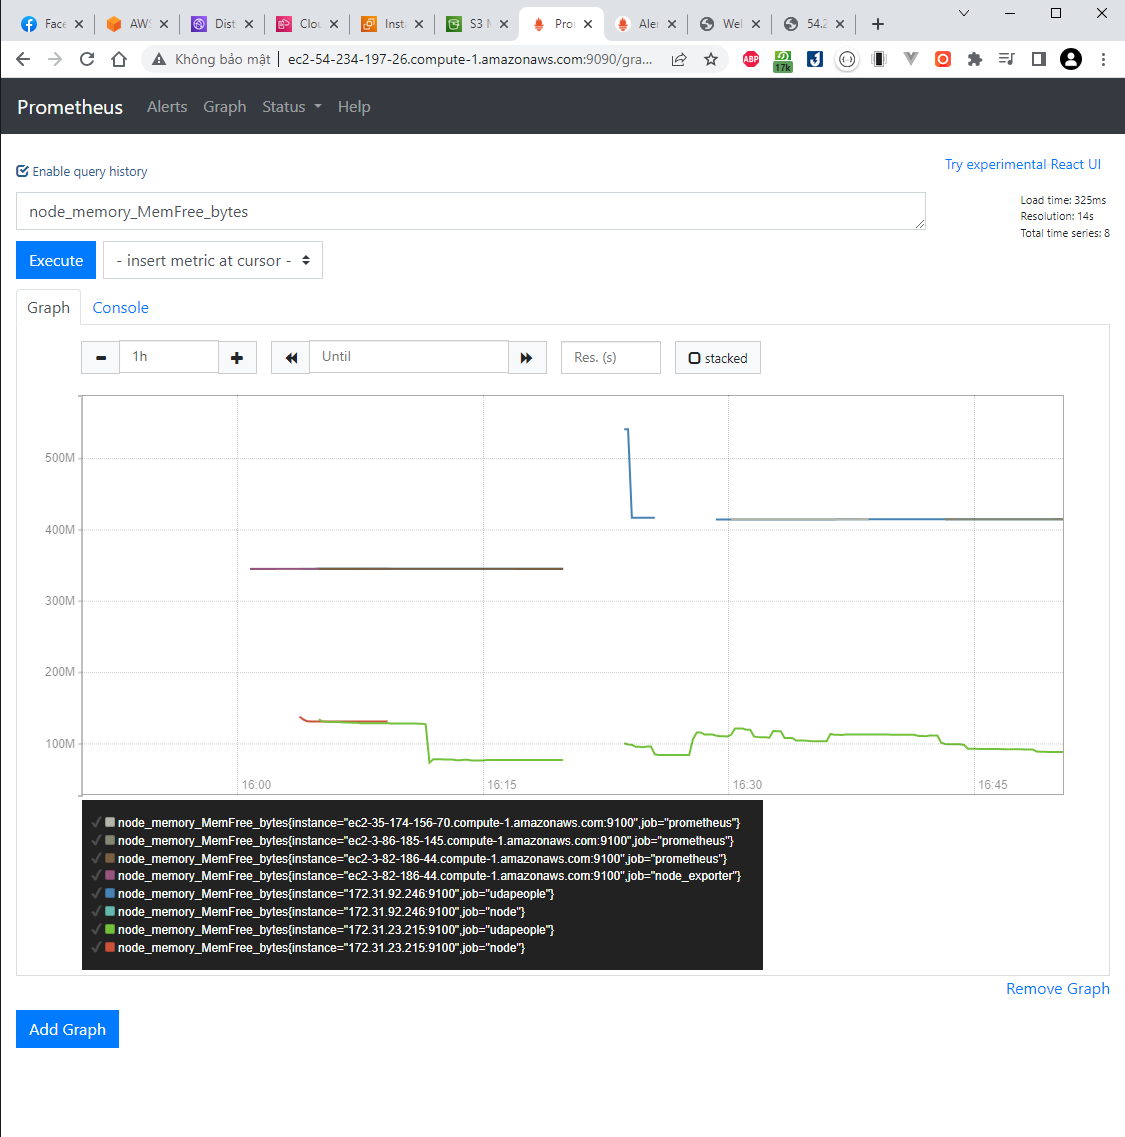 Face
AWS
Dist
Clou
Inst
S3 M
Pro
Aler
Wel
54.2
Không bảo mật
ec2-54-234-197-26.compute-1.amazonaws.com:9090/gra...
ABP
17k
Prometheus Alerts Graph Status Help
Enable query history
Try experimental React UI
node_memory_MemFree_bytes
Load time: 325ms
Resolution: 14s
Total time series: 8
Execute
- insert metric at cursor -
Graph Console
1h
Until
Res. (s)
stacked
500M
400M
300M
200M
100M
16:00 16:15 16:30 16:45
node_memory_MemFree_bytes{instance="ec2-35-174-156-70.compute-1.amazonaws.com:9100",job="prometheus"}
node_memory_MemFree_bytes{instance="ec2-3-86-185-145.compute-1.amazonaws.com:9100",job="prometheus"}
node_memory_MemFree_bytes{instance="ec2-3-82-186-44.compute-1.amazonaws.com:9100",job="prometheus"}
node_memory_MemFree_bytes{instance="ec2-3-82-186-44.compute-1.amazonaws.com:9100",job="node_exporter"}
node_memory_MemFree_bytes{instance="172.31.92.246:9100",job="udapeople"}
node_memory_MemFree_bytes{instance="172.31.92.246:9100",job="node"}
node_memory_MemFree_bytes{instance="172.31.23.215:9100",job="udapeople"}
node_memory_MemFree_bytes{instance="172.31.23.215:9100",job="node"}
Remove Graph
Add Graph